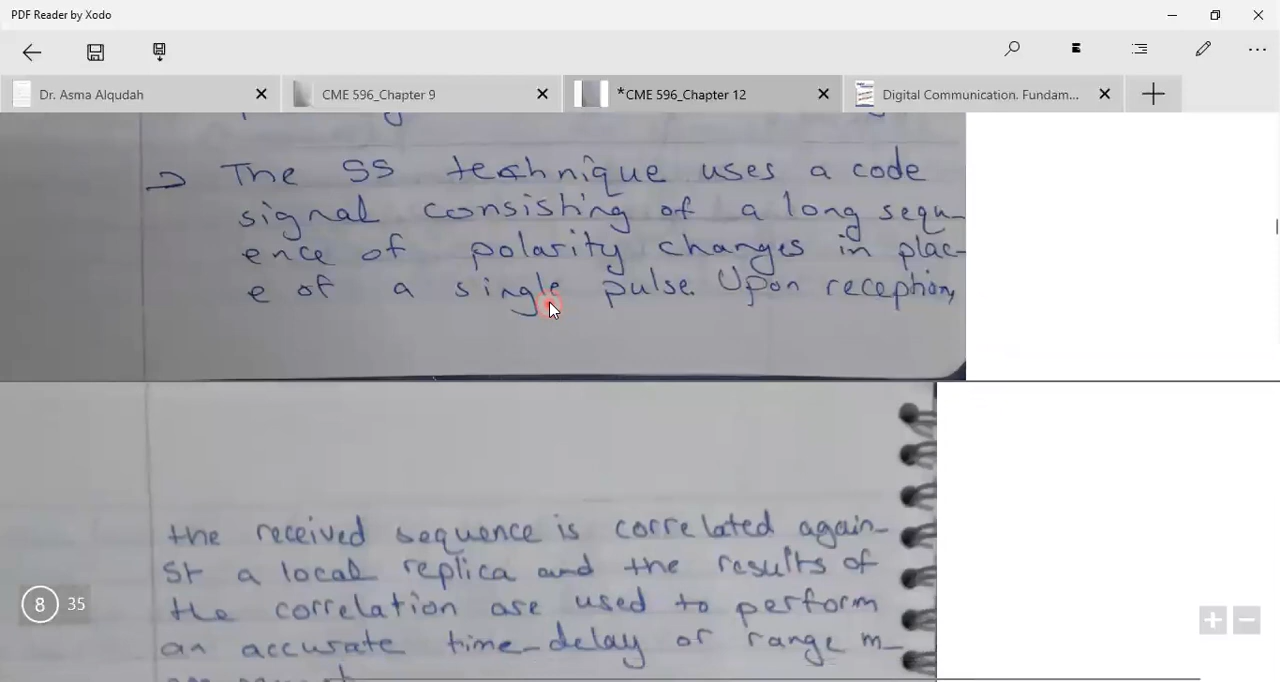 PDF Reader by Xodo
Dr. Asma Alqudah
CME 596_Chapter 9
*CME 596_Chapter 12
Digital Communication. Fundam...
→ The SS technique uses a code
signal consisting of a long sequ-
ence of polarity changes in plac-
e of a single pulse. Upon reception,
the received sequence is correlated again-
st a local replica and the results of
the correlation are used to perform
8 35
an accurate time-delay or range m-